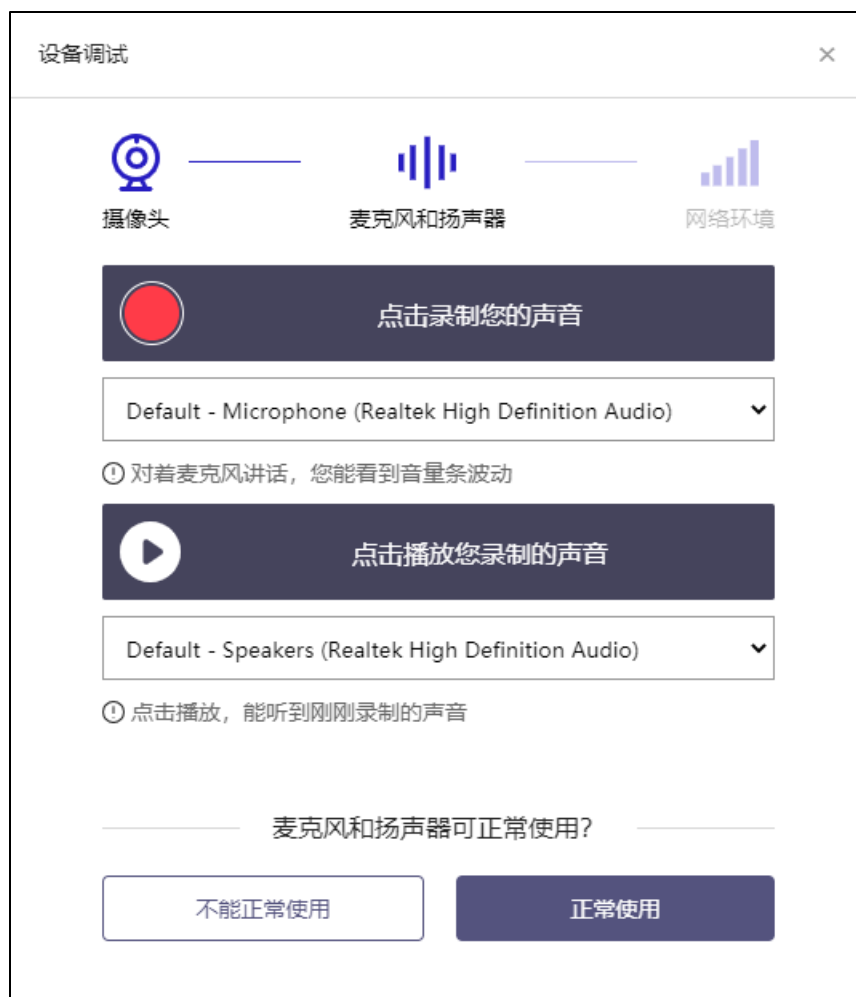 设备调试
摄像头
麦克风和扬声器
网络环境
点击录制您的声音
Default - Microphone (Realtek High Definition Audio)
对着麦克风讲话，您能看到音量条波动
点击播放您录制的声音
Default - Speakers (Realtek High Definition Audio)
点击播放，能听到刚刚录制的声音
麦克风和扬声器可正常使用？
不能正常使用
正常使用